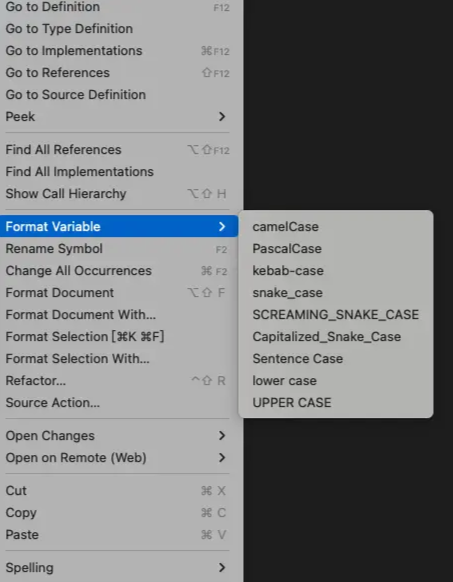 Go to Definition F12
Go to Type Definition
Go to Implementations ⌘F12
Go to References ⇧F12
Go to Source Definition
Peek
Find All References ⌥⇧F12
Find All Implementations
Show Call Hierarchy ⌥⇧ H
Format Variable
camelCase
PascalCase
kebab-case
snake_case
SCREAMING_SNAKE_CASE
Capitalized_Snake_Case
Sentence Case
lower case
UPPER CASE
Rename Symbol F2
Change All Occurrences ⌘ F2
Format Document ⌥⇧ F
Format Document With...
Format Selection [⌘K ⌘F]
Format Selection With...
Refactor... ^⇧ R
Source Action...
Open Changes
Open on Remote (Web)
Cut ⌘ X
Copy ⌘ C
Paste ⌘ V
Spelling